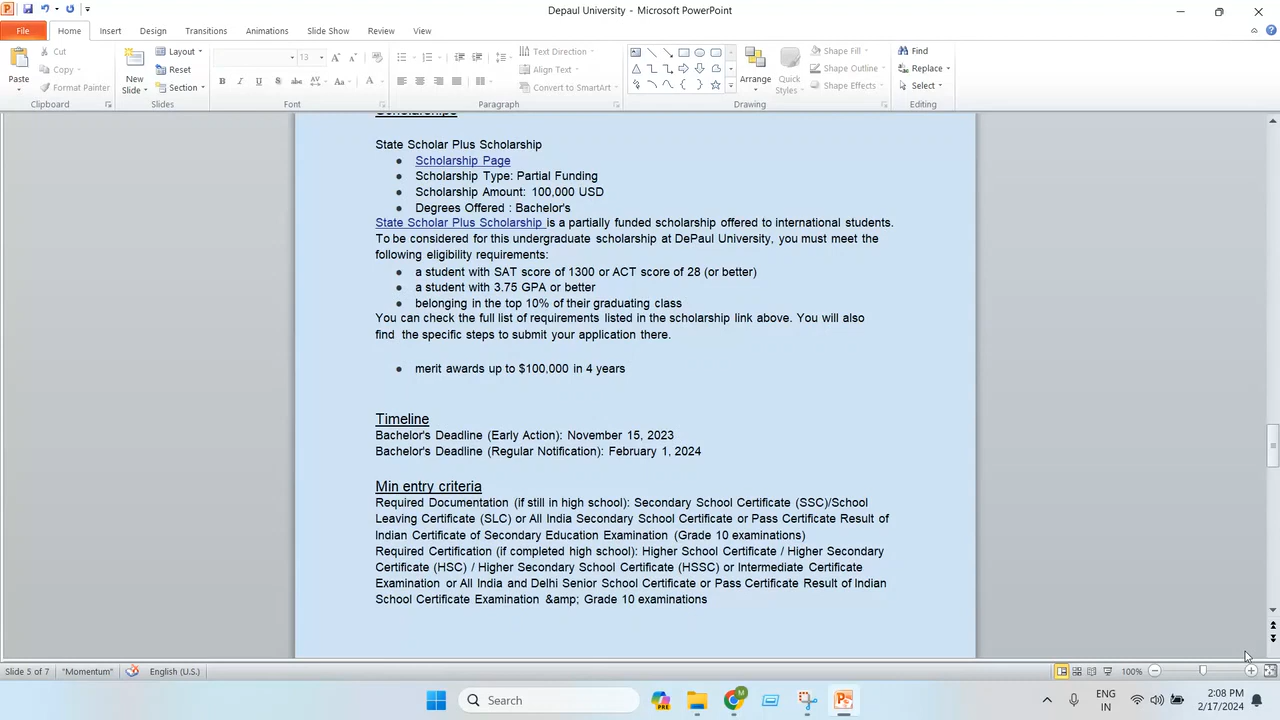 Depaul University - Microsoft PowerPoint
File Home Insert Design Transitions Animations Slide Show Review View
Paste Cut Copy Format Painter Clipboard
New Slide Layout Reset Section Slides
13 Font
Text Direction Align Text Convert to SmartArt Paragraph
Arrange Quick Styles Shape Fill Shape Outline Shape Effects Drawing
Find Replace Select Editing
Scholarships
State Scholar Plus Scholarship
• Scholarship Page
• Scholarship Type: Partial Funding
• Scholarship Amount: 100,000 USD
• Degrees Offered : Bachelor's
State Scholar Plus Scholarship is a partially funded scholarship offered to international students.
To be considered for this undergraduate scholarship at DePaul University, you must meet the
following eligibility requirements:
• a student with SAT score of 1300 or ACT score of 28 (or better)
• a student with 3.75 GPA or better
• belonging in the top 10% of their graduating class
You can check the full list of requirements listed in the scholarship link above. You will also
find the specific steps to submit your application there.
• merit awards up to $100,000 in 4 years
Timeline
Bachelor's Deadline (Early Action): November 15, 2023
Bachelor's Deadline (Regular Notification): February 1, 2024
Min entry criteria
Required Documentation (if still in high school): Secondary School Certificate (SSC)/School
Leaving Certificate (SLC) or All India Secondary School Certificate or Pass Certificate Result of
Indian Certificate of Secondary Education Examination (Grade 10 examinations)
Required Certification (if completed high school): Higher School Certificate / Higher Secondary
Certificate (HSC) / Higher Secondary School Certificate (HSSC) or Intermediate Certificate
Examination or All India and Delhi Senior School Certificate or Pass Certificate Result of Indian
School Certificate Examination &amp; Grade 10 examinations
Slide 5 of 7 "Momentum" English (U.S.) 100%
Search
ENG
IN
2:08 PM
2/17/2024